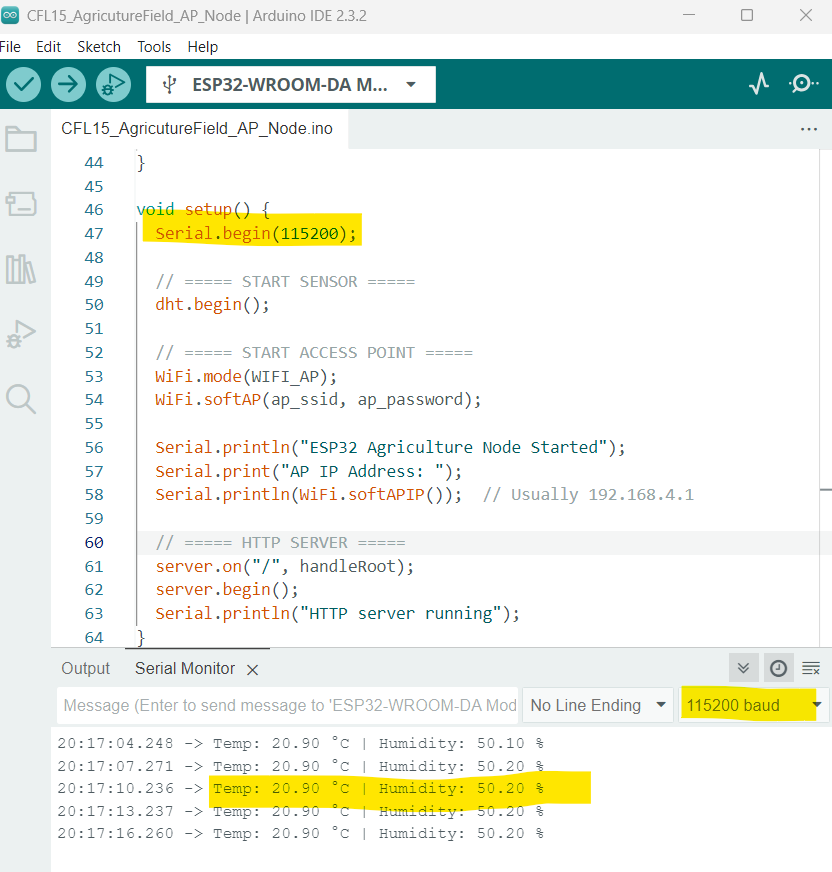 CFL15_AgricutureField_AP_Node | Arduino IDE 2.3.2
File Edit Sketch Tools Help
ESP32-WROOM-DA M...
CFL15_AgricutureField_AP_Node.ino
44 }
45
46 void setup() {
47 Serial.begin(115200);
48
49 // ===== START SENSOR =====
50 dht.begin();
51
52 // ===== START ACCESS POINT =====
53 WiFi.mode(WIFI_AP);
54 WiFi.softAP(ap_ssid, ap_password);
55
56 Serial.println("ESP32 Agriculture Node Started");
57 Serial.print("AP IP Address: ");
58 Serial.println(WiFi.softAPIP()); // Usually 192.168.4.1
59
60 // ===== HTTP SERVER =====
61 server.on("/", handleRoot);
62 server.begin();
63 Serial.println("HTTP server running");
64 }
Output Serial Monitor
Message (Enter to send message to 'ESP32-WROOM-DA Mod No Line Ending 115200 baud
20:17:04.248 -> Temp: 20.90 °C | Humidity: 50.10 %
20:17:07.271 -> Temp: 20.90 °C | Humidity: 50.20 %
20:17:10.236 -> Temp: 20.90 °C | Humidity: 50.20 %
20:17:13.237 -> Temp: 20.90 °C | Humidity: 50.20 %
20:17:16.260 -> Temp: 20.90 °C | Humidity: 50.20 %